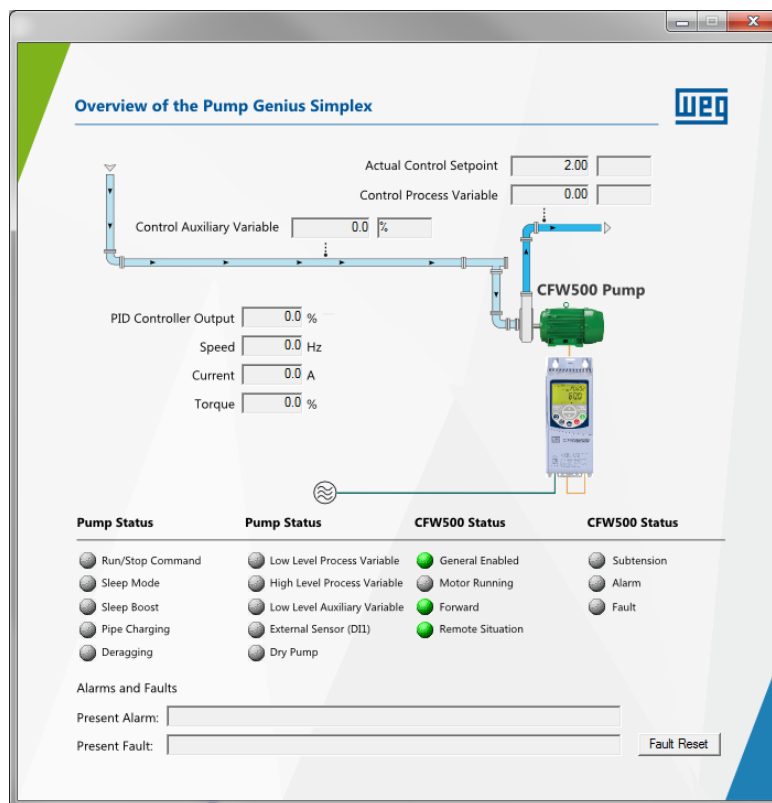 Overview of the Pump Genius Simplex
WEG
Actual Control Setpoint 2.00
Control Process Variable 0.00
Control Auxiliary Variable 0.0 %
CFW500 Pump
PID Controller Output 0.0 %
Speed 0.0 Hz
Current 0.0 A
Torque 0.0 %
CFW500
Pump Status Pump Status CFW500 Status CFW500 Status
Run/Stop Command Low Level Process Variable General Enabled Subtension
Sleep Mode High Level Process Variable Motor Running Alarm
Sleep Boost Low Level Auxiliary Variable Forward Fault
Pipe Charging External Sensor (DI1) Remote Situation
Deragging Dry Pump
Alarms and Faults
Present Alarm:
Present Fault: Fault Reset